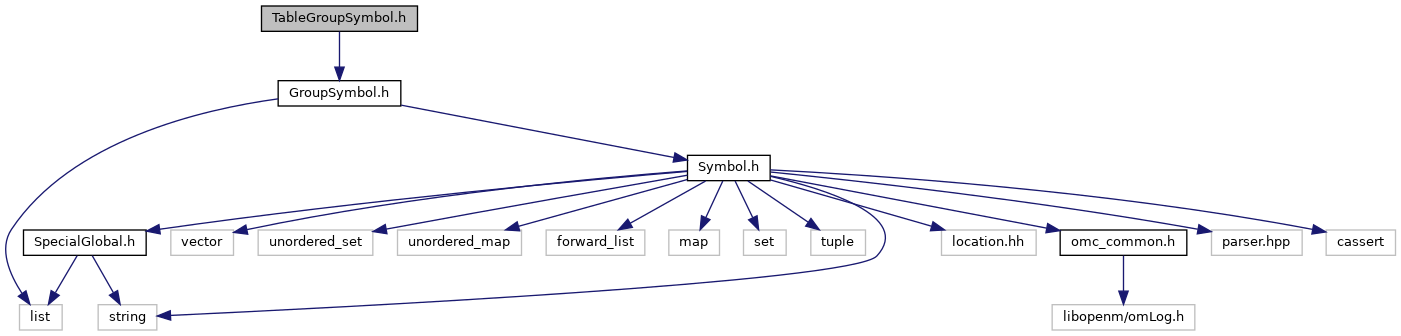 TableGroupSymbol.h
GroupSymbol.h
Symbol.h
SpecialGlobal.h
vector
unordered_set
unordered_map
forward_list
map
set
tuple
location.hh
omc_common.h
parser.hpp
cassert
list
string
libopenm/omLog.h